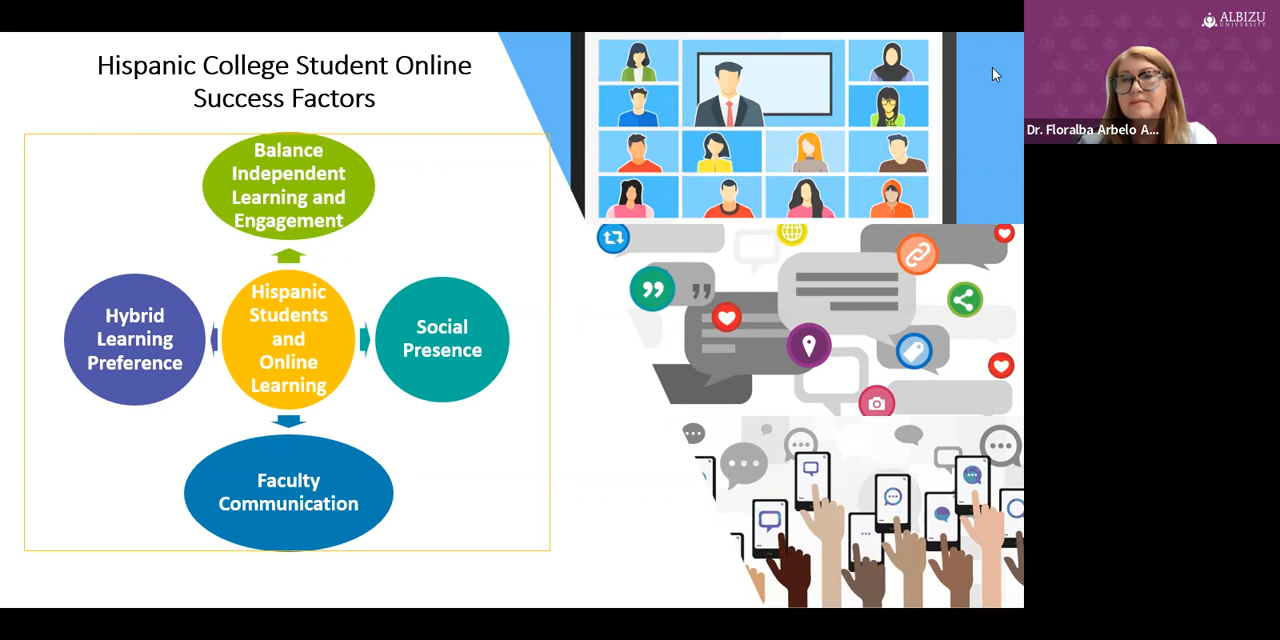 Hispanic College Student Online
Success Factors
Balance
Independent
Learning and
Engagement
Hybrid
Learning
Preference
Hispanic
Students
and
Online
Learning
Social
Presence
Faculty
Communication
ALBIZU
UNIVERSITY
Dr. Floralba Arbelo A...